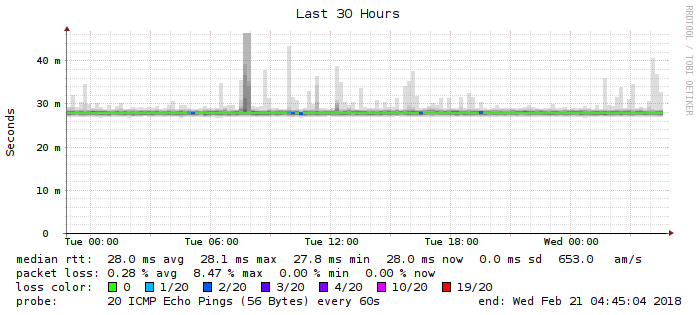 Last 30 Hours
RRDTOOL / TOBI OETIKER
Seconds
40 m
30 m
20 m
10 m
0
Tue 00:00 Tue 06:00 Tue 12:00 Tue 18:00 Wed 00:00
median rtt: 28.0 ms avg 28.1 ms max 27.8 ms min 28.0 ms now 0.0 ms sd 653.0 am/s
packet loss: 0.28 % avg 8.47 % max 0.00 % min 0.00 % now
loss color: 0 1/20 2/20 3/20 4/20 10/20 19/20
probe: 20 ICMP Echo Pings (56 Bytes) every 60s end: Wed Feb 21 04:45:04 2018